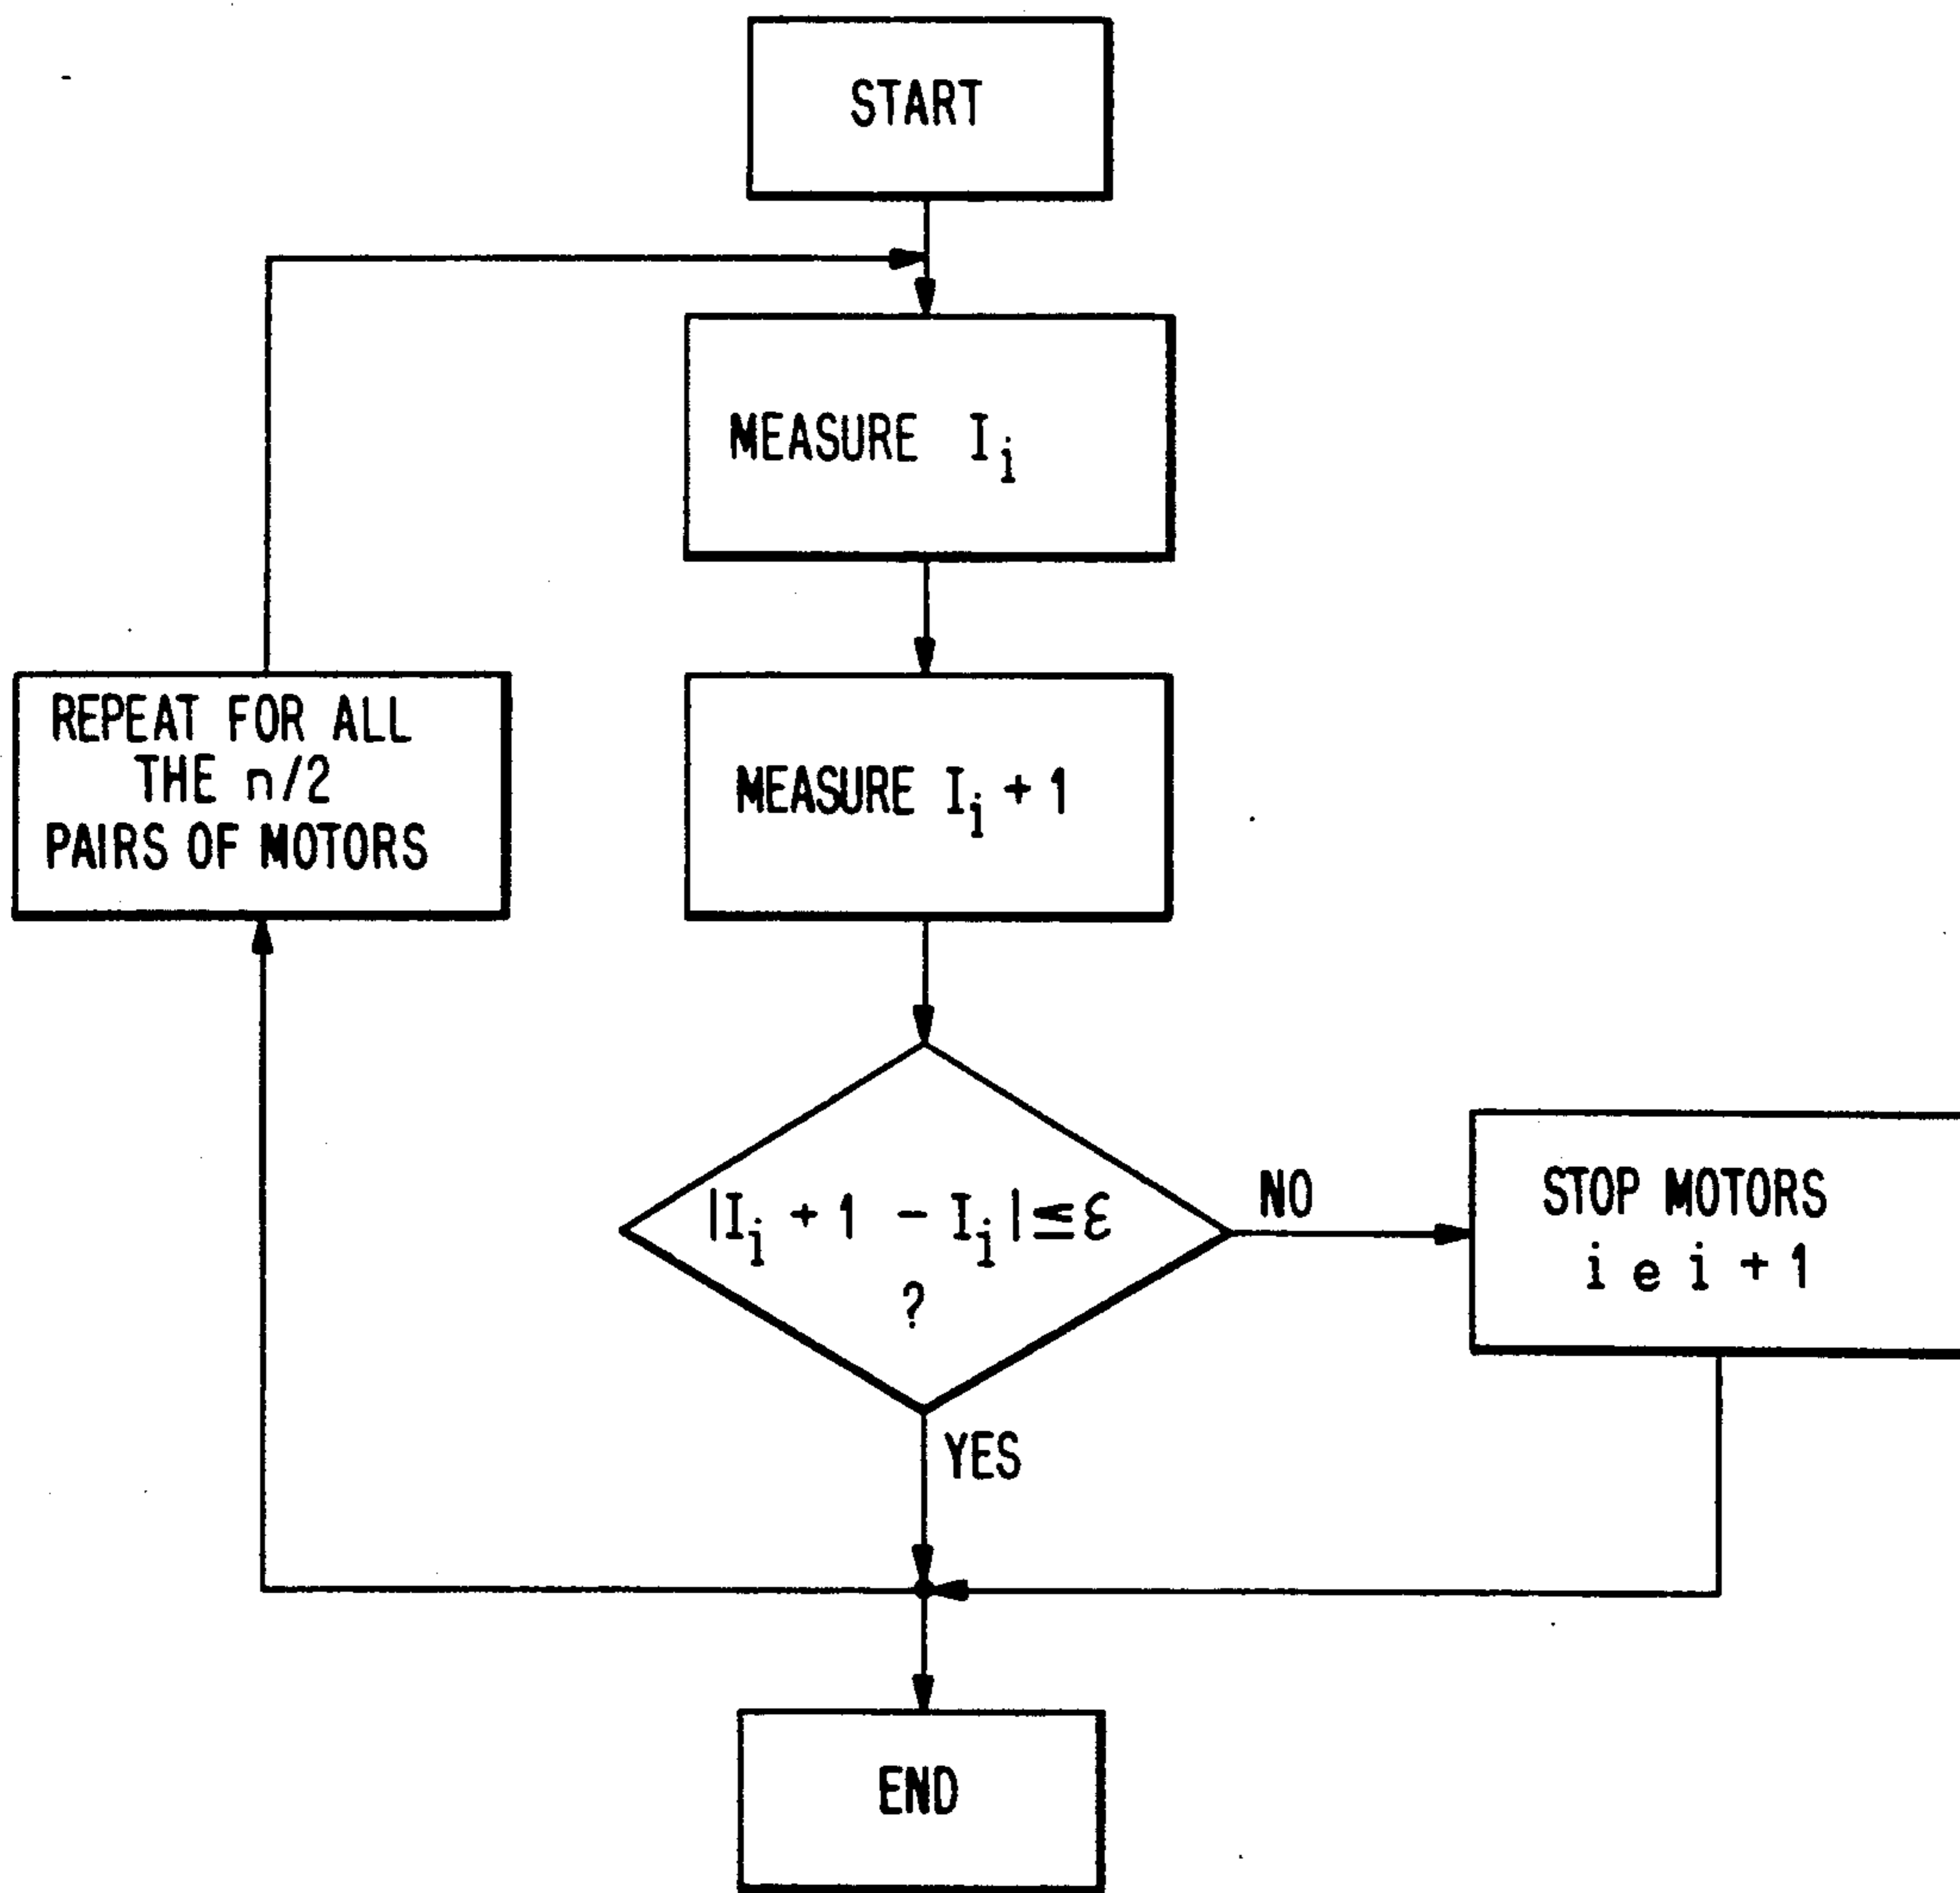 START
MEASURE I_i
REPEAT FOR ALL
THE n/2
PAIRS OF MOTORS
MEASURE I_i + 1
|I_i + 1 - I_i| ≤ ε
?
NO
STOP MOTORS
i e i + 1
YES
END